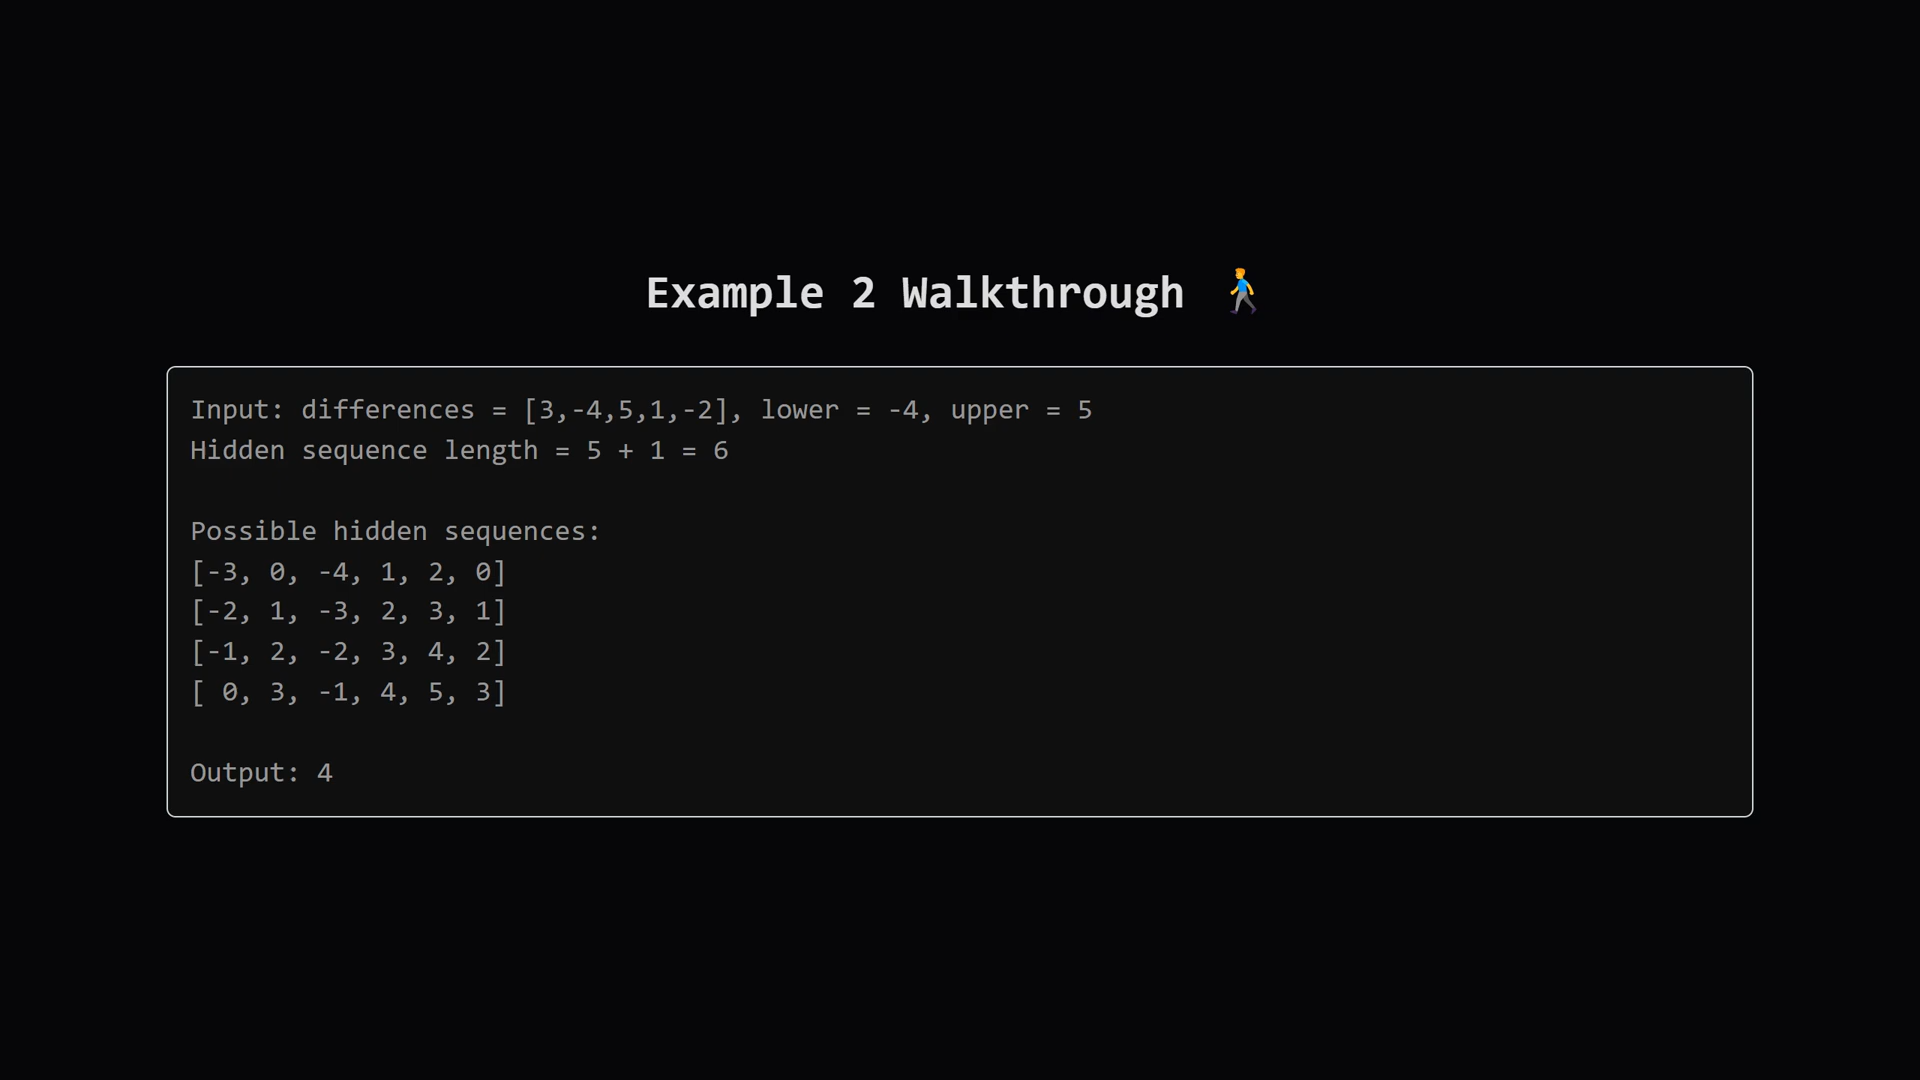 Example 2 Walkthrough 🚶‍♂️
Input: differences = [3,-4,5,1,-2], lower = -4, upper = 5
Hidden sequence length = 5 + 1 = 6
Possible hidden sequences:
[-3, 0, -4, 1, 2, 0]
[-2, 1, -3, 2, 3, 1]
[-1, 2, -2, 3, 4, 2]
[ 0, 3, -1, 4, 5, 3]
Output: 4